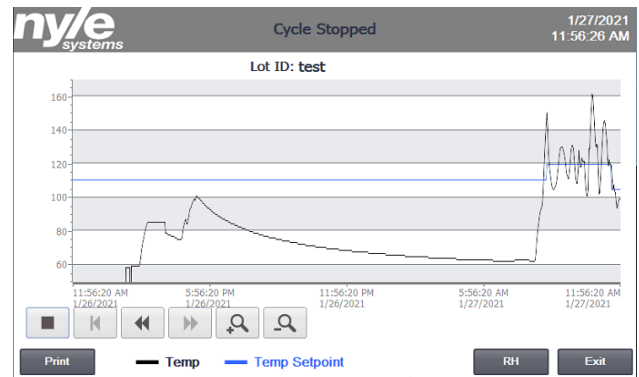 nyle
systems
Cycle Stopped
1/27/2021
11:56:26 AM
Lot ID: test
160
140
120
100
80
60
11:56:20 AM 5:56:20 PM 11:56:20 PM 5:56:20 AM 11:56:20 AM
1/26/2021 1/26/2021 1/26/2021 1/27/2021 1/27/2021
Print Temp Temp Setpoint RH Exit